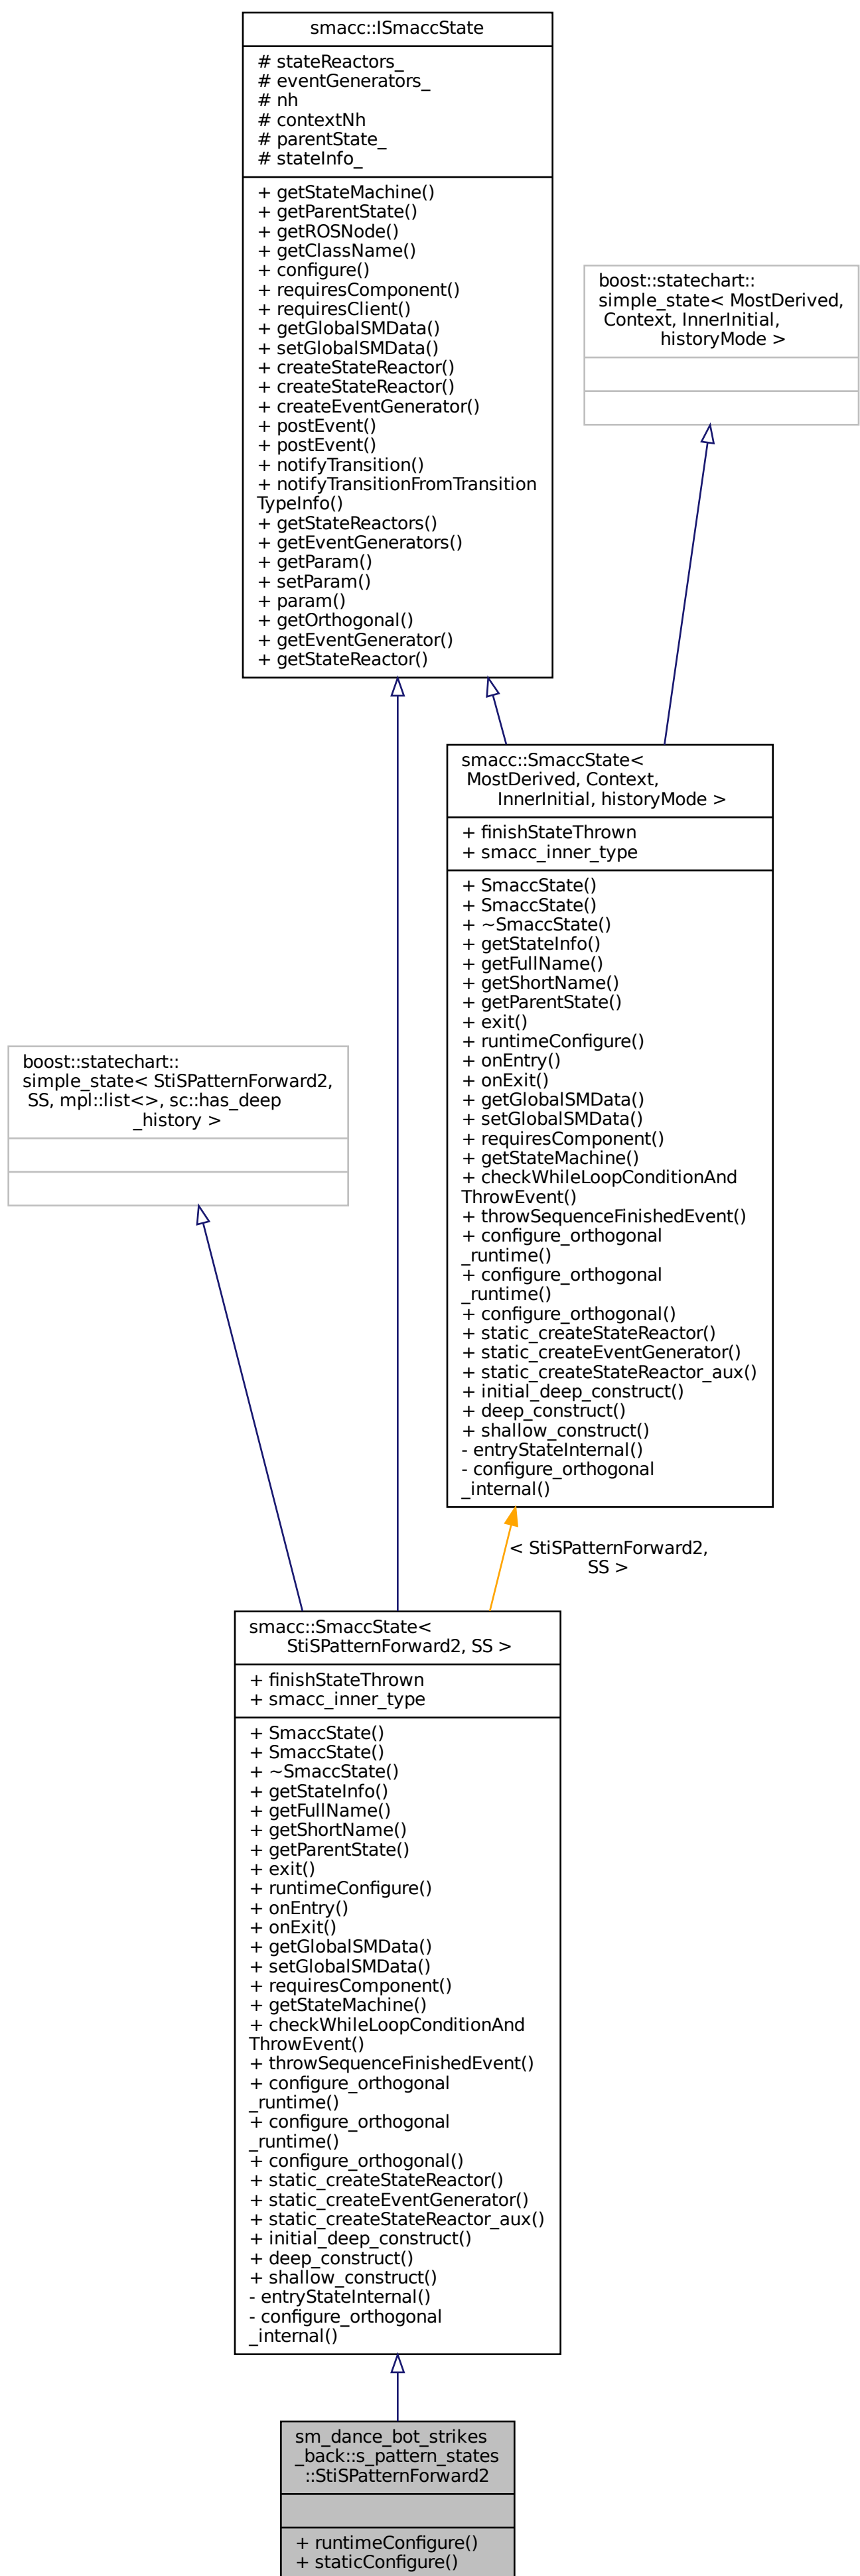 smacc::ISmaccState
# stateReactors_
# eventGenerators_
# nh
# contextNh
# parentState_
# stateInfo_
+ getStateMachine()
+ getParentState()
+ getROSNode()
+ getClassName()
+ configure()
+ requiresComponent()
+ requiresClient()
+ getGlobalSMData()
+ setGlobalSMData()
+ createStateReactor()
+ createStateReactor()
+ createEventGenerator()
+ postEvent()
+ postEvent()
+ notifyTransition()
+ notifyTransitionFromTransition
TypeInfo()
+ getStateReactors()
+ getEventGenerators()
+ getParam()
+ setParam()
+ param()
+ getOrthogonal()
+ getEventGenerator()
+ getStateReactor()
boost::statechart::
simple_state< MostDerived,
Context, InnerInitial,
historyMode >
smacc::SmaccState<
MostDerived, Context,
InnerInitial, historyMode >
+ finishStateThrown
+ smacc_inner_type
+ SmaccState()
+ SmaccState()
+ ~SmaccState()
+ getStateInfo()
+ getFullName()
+ getShortName()
+ getParentState()
+ exit()
+ runtimeConfigure()
+ onEntry()
+ onExit()
+ getGlobalSMData()
+ setGlobalSMData()
+ requiresComponent()
+ getStateMachine()
+ checkWhileLoopConditionAnd
ThrowEvent()
+ throwSequenceFinishedEvent()
+ configure_orthogonal
_runtime()
+ configure_orthogonal
_runtime()
+ configure_orthogonal()
+ static_createStateReactor()
+ static_createEventGenerator()
+ static_createStateReactor_aux()
+ initial_deep_construct()
+ deep_construct()
+ shallow_construct()
- entryStateInternal()
- configure_orthogonal
_internal()
boost::statechart::
simple_state< StiSPatternForward2,
SS, mpl::list<>, sc::has_deep
_history >
< StiSPatternForward2,
SS >
smacc::SmaccState<
StiSPatternForward2, SS >
+ finishStateThrown
+ smacc_inner_type
+ SmaccState()
+ SmaccState()
+ ~SmaccState()
+ getStateInfo()
+ getFullName()
+ getShortName()
+ getParentState()
+ exit()
+ runtimeConfigure()
+ onEntry()
+ onExit()
+ getGlobalSMData()
+ setGlobalSMData()
+ requiresComponent()
+ getStateMachine()
+ checkWhileLoopConditionAnd
ThrowEvent()
+ throwSequenceFinishedEvent()
+ configure_orthogonal
_runtime()
+ configure_orthogonal
_runtime()
+ configure_orthogonal()
+ static_createStateReactor()
+ static_createEventGenerator()
+ static_createStateReactor_aux()
+ initial_deep_construct()
+ deep_construct()
+ shallow_construct()
- entryStateInternal()
- configure_orthogonal
_internal()
sm_dance_bot_strikes
_back::s_pattern_states
::StiSPatternForward2
+ runtimeConfigure()
+ staticConfigure()